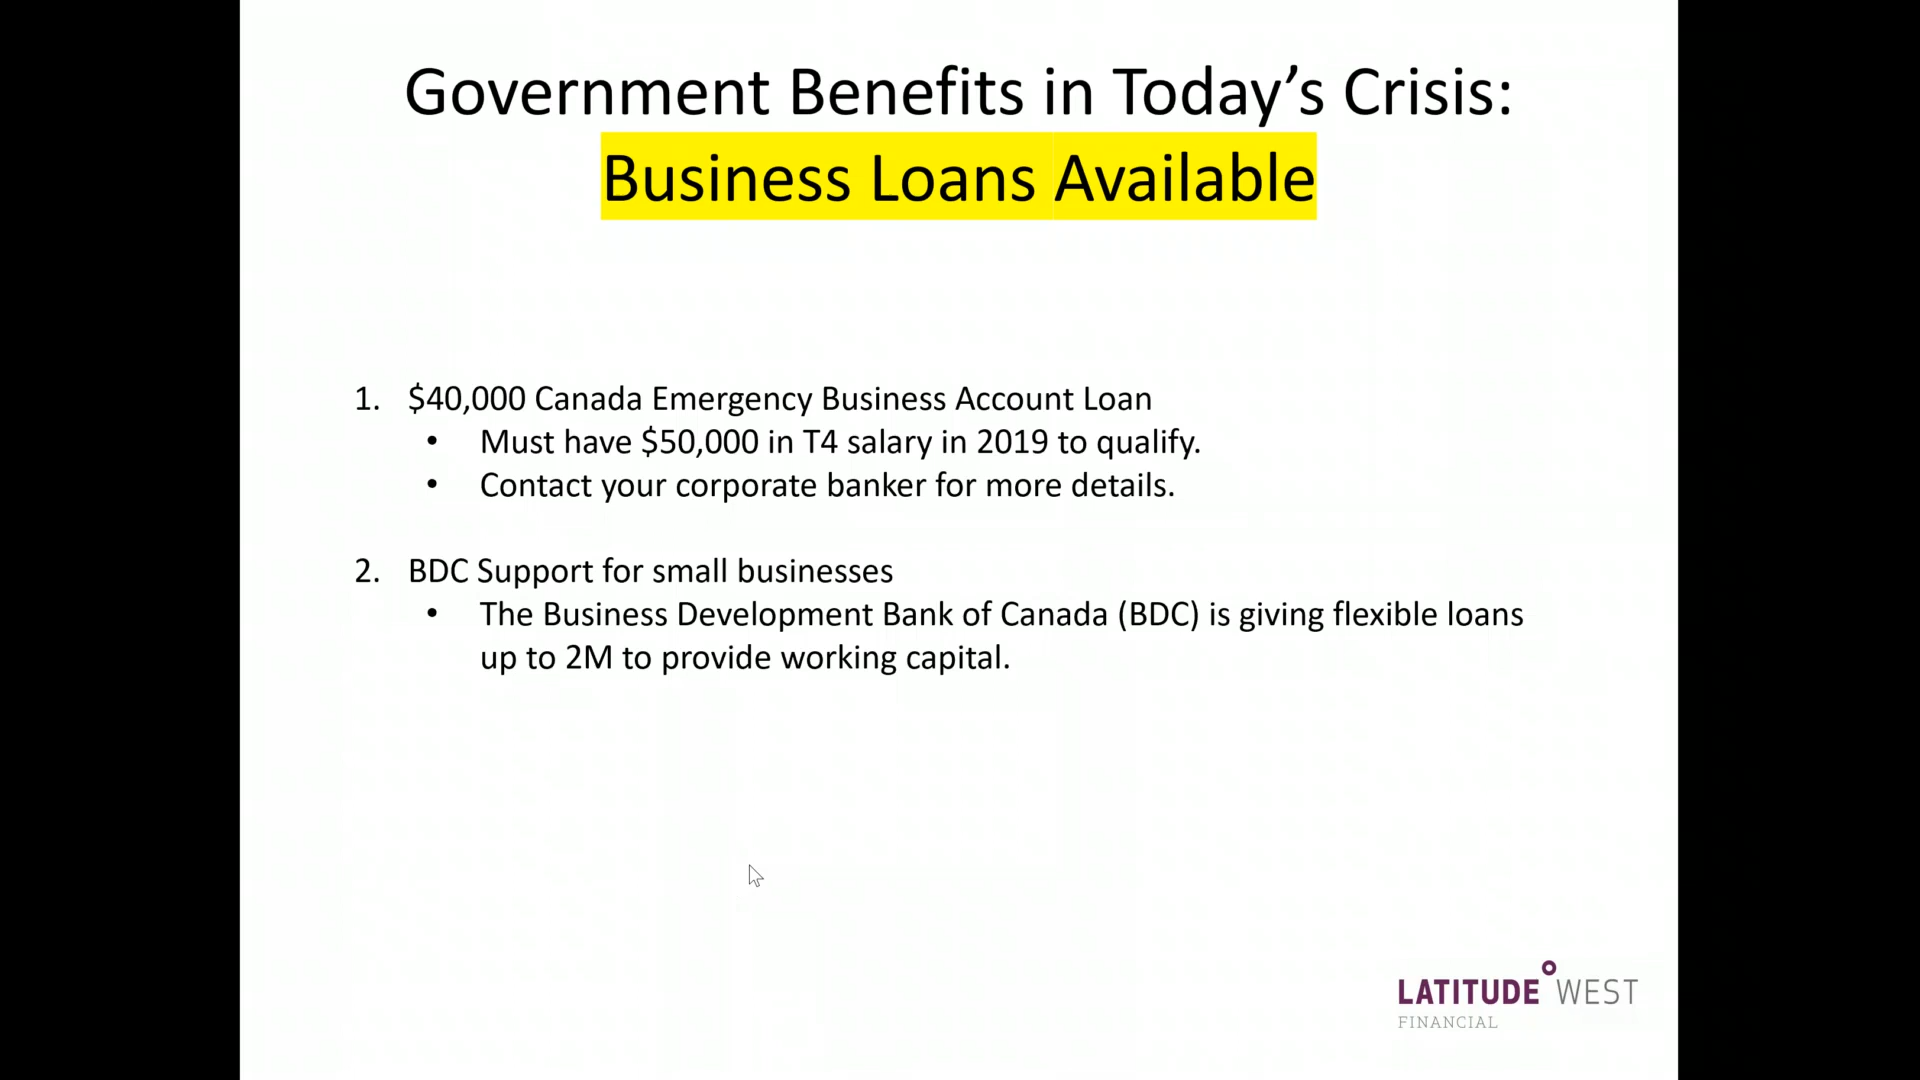 Government Benefits in Today’s Crisis:
Business Loans Available
1. $40,000 Canada Emergency Business Account Loan
• Must have $50,000 in T4 salary in 2019 to qualify.
• Contact your corporate banker for more details.
2. BDC Support for small businesses
• The Business Development Bank of Canada (BDC) is giving flexible loans
up to 2M to provide working capital.
LATITUDE°WEST
FINANCIAL